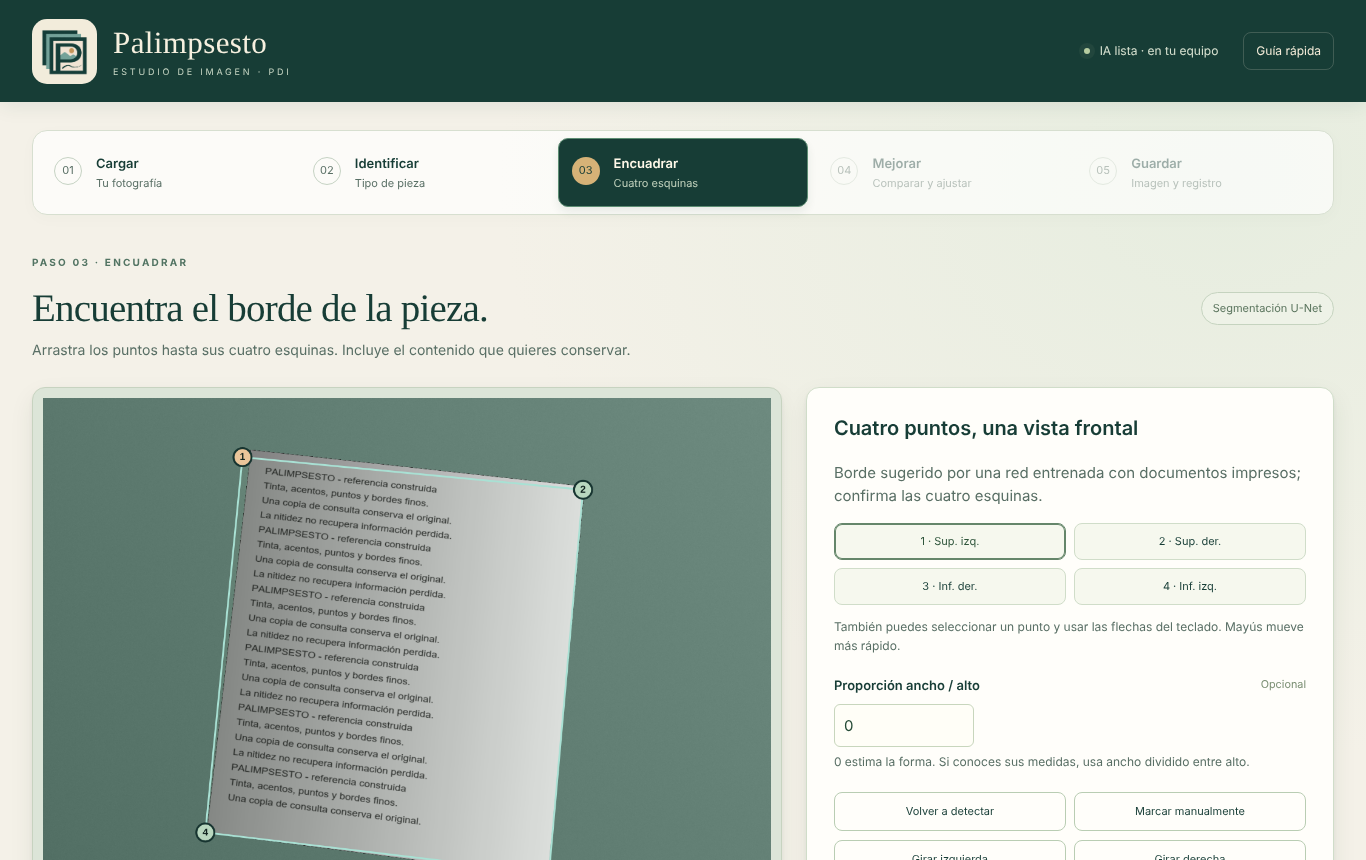 Palimpsesto
ESTUDIO DE IMAGEN · PDI
IA lista · en tu equipo
Guía rápida
01
Cargar
Tu fotografía
02
Identificar
Tipo de pieza
03
Encuadrar
Cuatro esquinas
04
Mejorar
Comparar y ajustar
05
Guardar
Imagen y registro
PASO 03 · ENCUADRAR
Encuentra el borde de la pieza.
Segmentación U-Net
Arrastra los puntos hasta sus cuatro esquinas. Incluye el contenido que quieres conservar.
1
2
PALIMPSESTO - referencia construida
Tinta, acentos, puntos y bordes finos.
Una copia de consulta conserva el original.
La nitidez no recupera información perdida.
PALIMPSESTO - referencia construida
Tinta, acentos, puntos y bordes finos.
Una copia de consulta conserva el original.
La nitidez no recupera información perdida.
PALIMPSESTO - referencia construida
Tinta, acentos, puntos y bordes finos.
Una copia de consulta conserva el original.
La nitidez no recupera información perdida.
PALIMPSESTO - referencia construida
Tinta, acentos, puntos y bordes finos.
Una copia de consulta conserva el original.
La nitidez no recupera información perdida.
PALIMPSESTO - referencia construida
Tinta, acentos, puntos y bordes finos.
Una copia de consulta conserva el original.
La nitidez no recupera información perdida.
PALIMPSESTO - referencia construida
Tinta, acentos, puntos y bordes finos.
Una copia de consulta conserva el original.
4
Cuatro puntos, una vista frontal
Borde sugerido por una red entrenada con documentos impresos;
confirma las cuatro esquinas.
1 · Sup. izq.
2 · Sup. der.
3 · Inf. der.
4 · Inf. izq.
También puedes seleccionar un punto y usar las flechas del teclado. Mayús mueve
más rápido.
Proporción ancho / alto
Opcional
0
0 estima la forma. Si conoces sus medidas, usa ancho dividido entre alto.
Volver a detectar
Marcar manualmente
Girar izquierda
Girar derecha